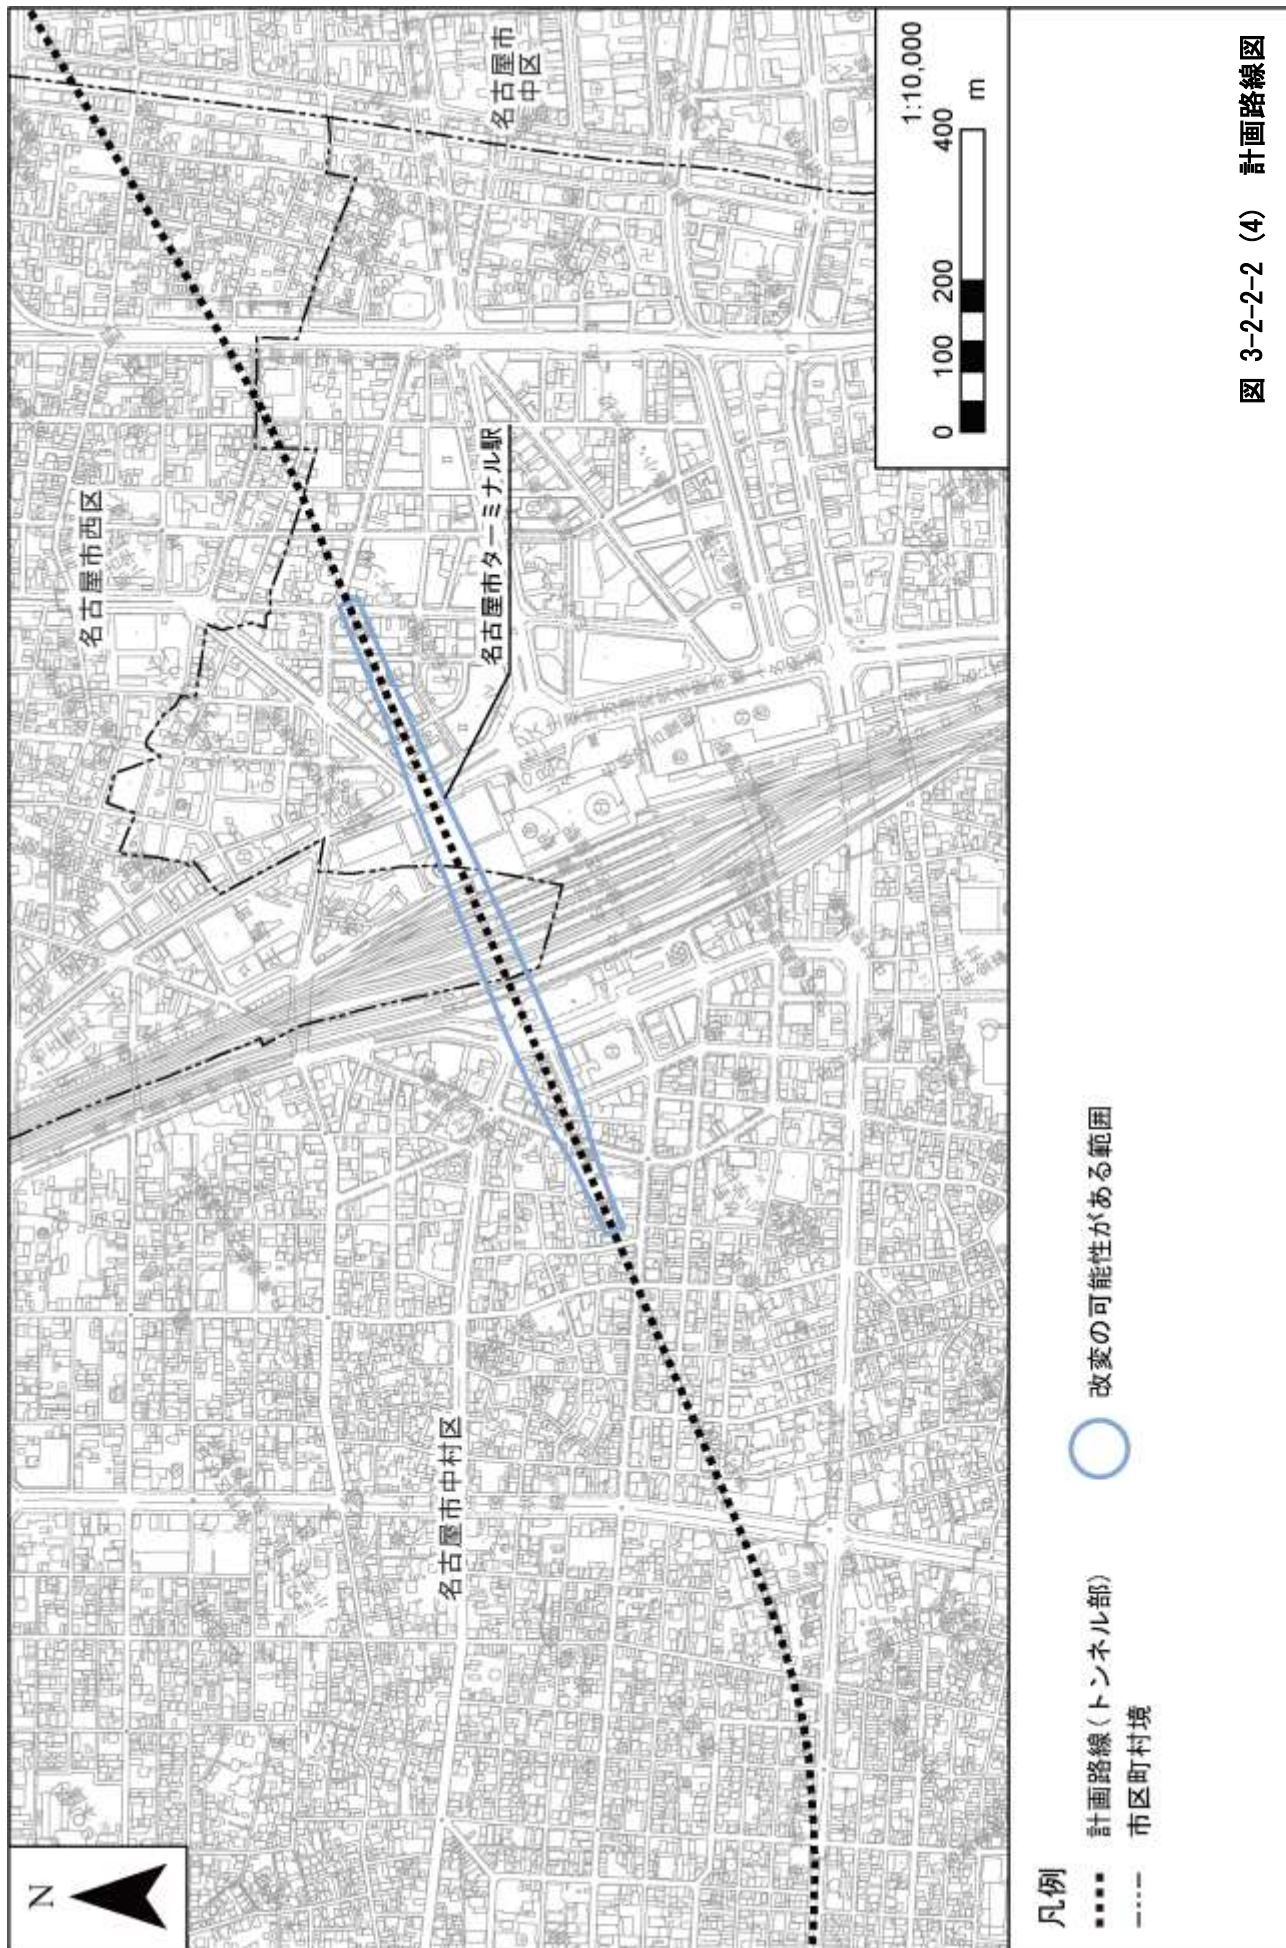 N
名古屋市西区
名古屋市
中区
名古屋市ターミナル駅
名古屋市中村区
1:10,000
0 100 200 400
m
凡例
計画路線(トンネル部)
市区町村境
改変の可能性がある範囲
図 3-2-2-2 (4) 計画路線図